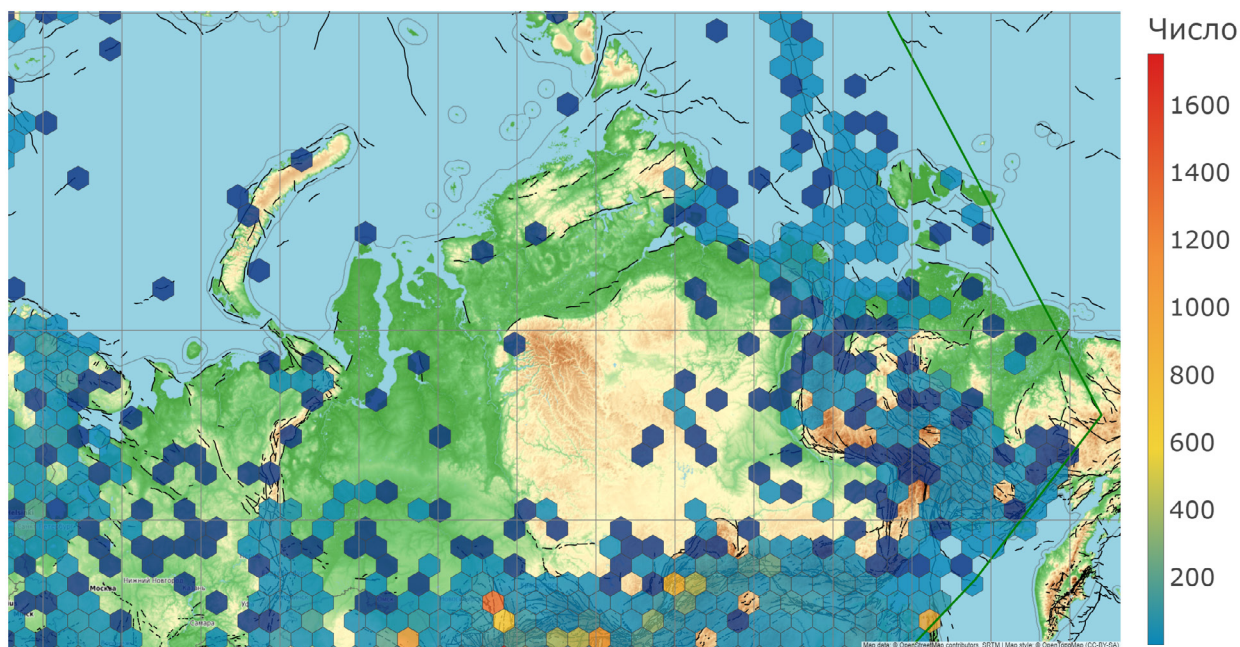 Число
1600
1400
1200
1000
800
600
400
200
Нижний Новгород
Москва
Самара
Map data: © OpenStreetMap contributors, SRTM | Map style: © OpenTopoMap (CC-BY-SA)